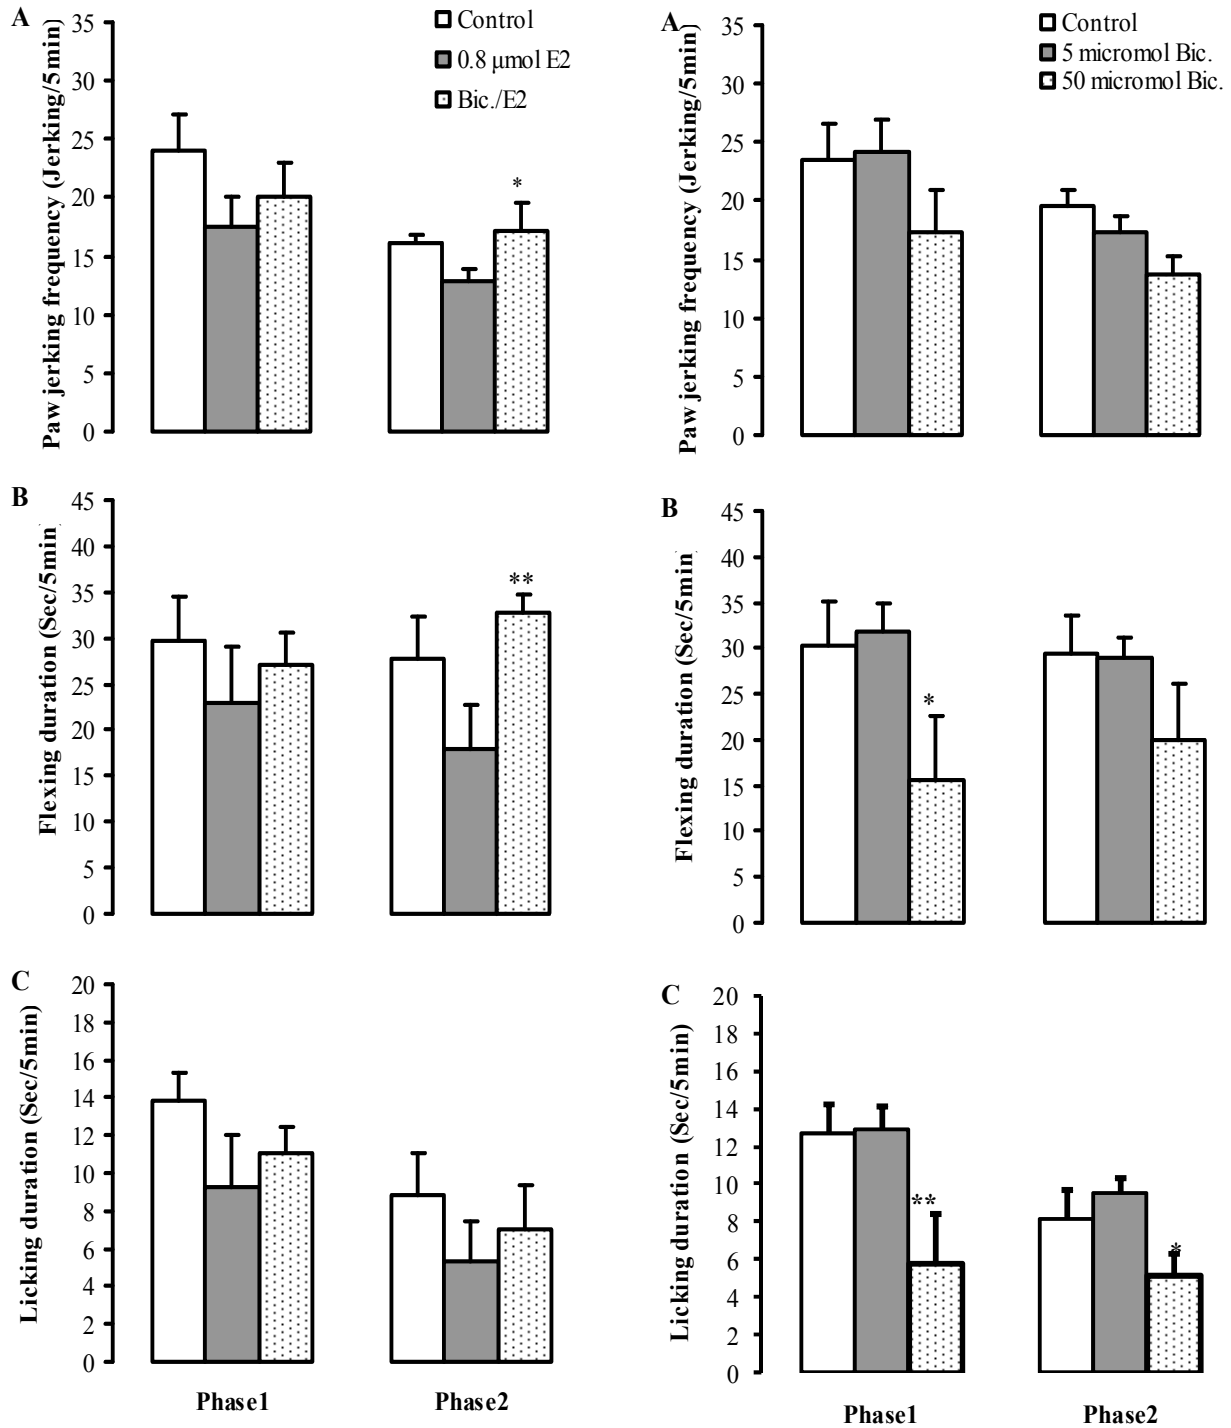 A
Paw jerking frequency (Jerking/5min)
35
30
25
20
15
10
5
0
Control
0.8 µmol E2
Bic./E2
*
B
Flexing duration (Sec/5min)
45
40
35
30
25
20
15
10
5
0
**
C
Licking duration (Sec/5min)
20
18
16
14
12
10
8
6
4
2
0
Phase1
Phase2
A
Paw jerking frequency (Jerking/5min)
35
30
25
20
15
10
5
0
Control
5 micromol Bic.
50 micromol Bic.
B
Flexing duration (Sec/5min)
45
40
35
30
25
20
15
10
5
0
*
C
Licking duration (Sec/5min)
20
18
16
14
12
10
8
6
4
2
0
**
*
Phase1
Phase2